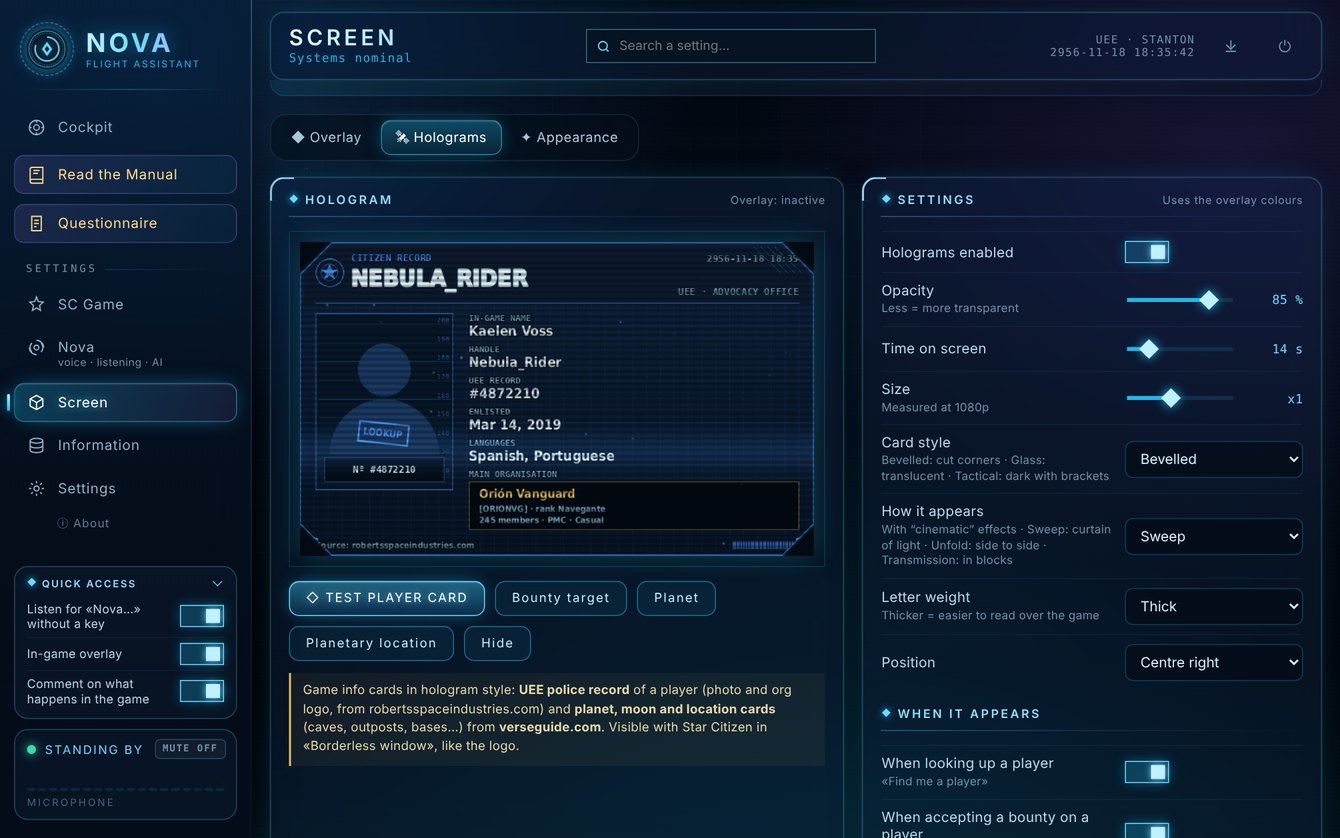 NOVA
FLIGHT ASSISTANT
Cockpit
Read the Manual
Questionnaire
SETTINGS
SC Game
Nova
voice · listening · AI
Screen
Information
Settings
ⓘ About
QUICK ACCESS
Listen for «Nova...»
without a key
In-game overlay
Comment on what
happens in the game
STANDING BY
MUTE OFF
MICROPHONE
SCREEN
Systems nominal
Search a setting...
UEE · STANTON
2956-11-18 18:35:42
Overlay
Holograms
Appearance
HOLOGRAM
Overlay: inactive
CITIZEN RECORD
NEBULA_RIDER
2956-11-18 18:35
UEE · ADVOCACY OFFICE
200
190
180
170
160
150
140
LOOKUP
Nº #4872210
IN-GAME NAME
Kaelen Voss
HANDLE
Nebula_Rider
UEE RECORD
#4872210
ENLISTED
Mar 14, 2019
LANGUAGES
Spanish, Portuguese
MAIN ORGANISATION
Orión Vanguard
[ORIONVG] · rank Navegante
245 members · PMC · Casual
ource: robertsspaceindustries.com
TEST PLAYER CARD
Bounty target
Planet
Planetary location
Hide
Game info cards in hologram style: UEE police record of a player (photo and org
logo, from robertsspaceindustries.com) and planet, moon and location cards
(caves, outposts, bases...) from verseguide.com. Visible with Star Citizen in
«Borderless window», like the logo.
SETTINGS
Uses the overlay colours
Holograms enabled
Opacity
Less = more transparent
85 %
Time on screen
14 s
Size
Measured at 1080p
x1
Card style
Bevelled: cut corners · Glass:
translucent · Tactical: dark with brackets
Bevelled
How it appears
With “cinematic” effects · Sweep: curtain
of light · Unfold: side to side ·
Transmission: in blocks
Sweep
Letter weight
Thicker = easier to read over the game
Thick
Position
Centre right
WHEN IT APPEARS
When looking up a player
«Find me a player»
When accepting a bounty on a
player